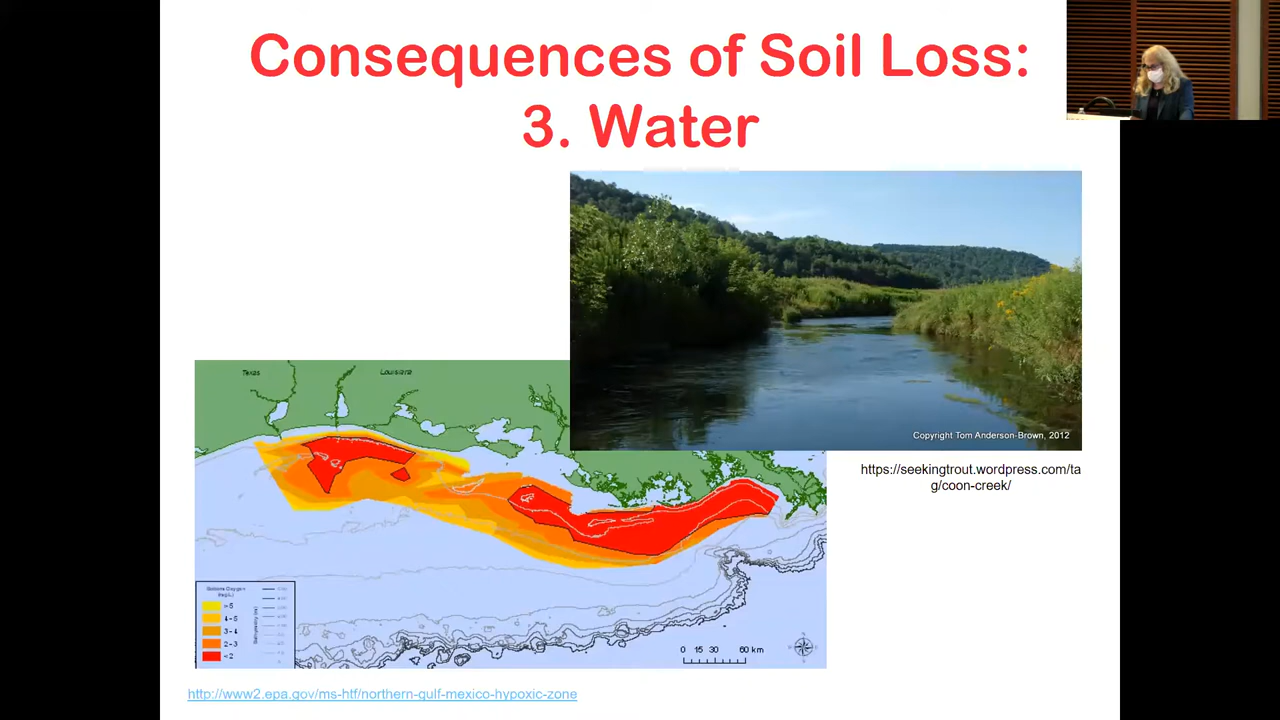 Consequences of Soil Loss:
3. Water
Copyright Tom Anderson-Brown, 2012
https://seekingtrout.wordpress.com/ta
g/coon-creek/
Texas
Louisiana
>5
4-5
3-4
2-3
<2
0 15 30 60 km
http://www2.epa.gov/ms-htf/northern-gulf-mexico-hypoxic-zone